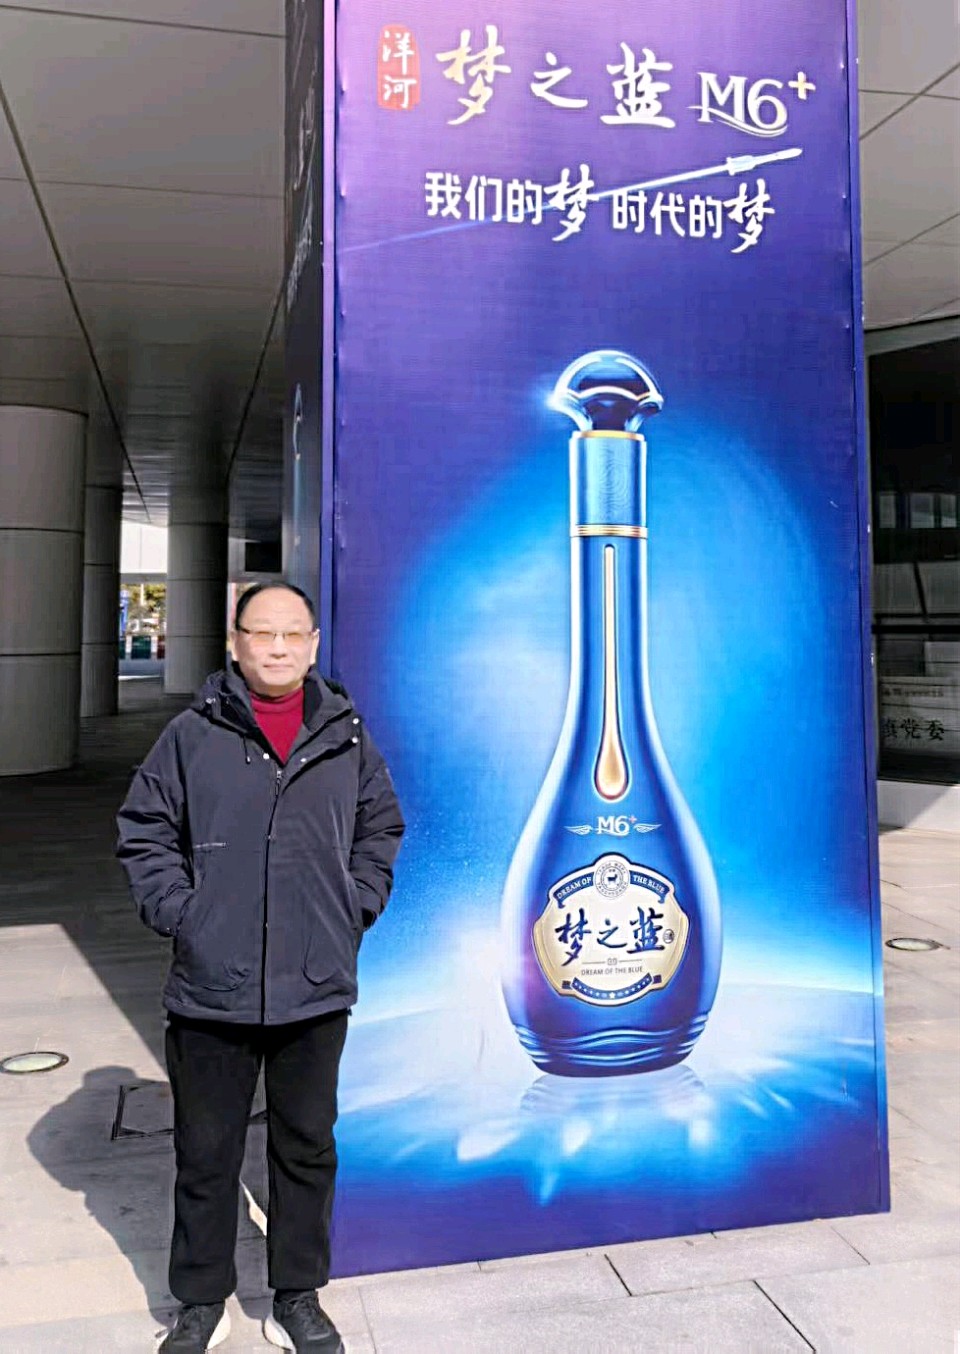 洋河 梦之蓝 M6+
我们的梦 时代的梦
M6+
DREAM OF THE BLUE
梦之蓝
DREAM OF THE BLUE
党委